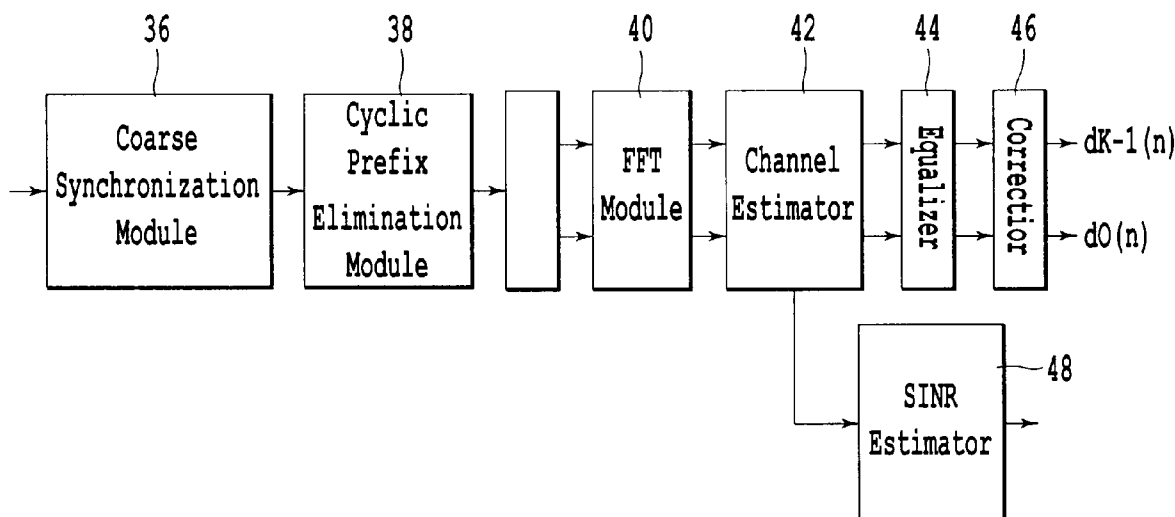 36
38
40
42
44
46
Coarse
Synchronization
Module
Cyclic
Prefix
Elimination
Module
FFT
Module
Channel
Estimator
Equalizer
Correctior
dK-1(n)
d0(n)
SINR
Estimator
48